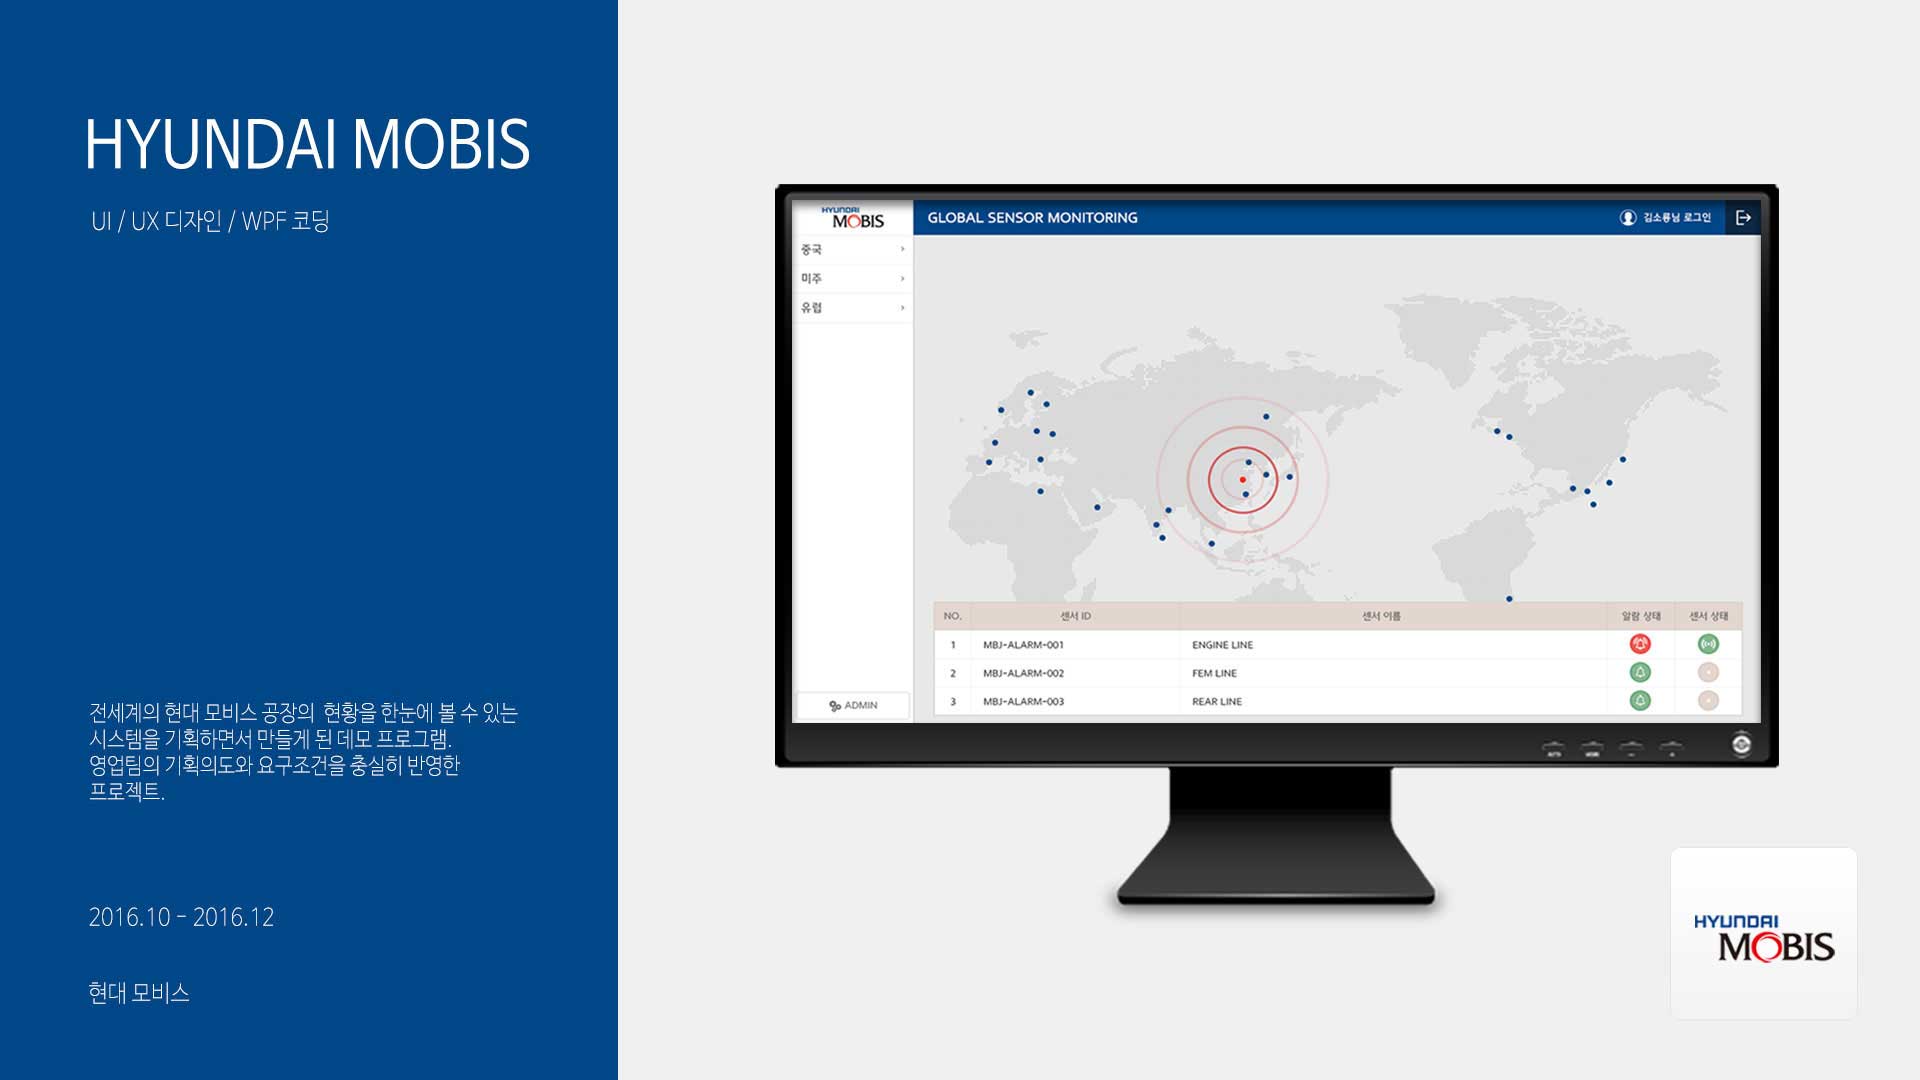 HYUNDAI MOBIS
UI / UX 디자인 / WPF 코딩
전세계의 현대 모비스 공장의 현황을 한눈에 볼 수 있는
시스템을 기획하면서 만들게 된 데모 프로그램.
영업팀의 기획의도와 요구조건을 충실히 반영한
프로젝트.
2016.10 - 2016.12
현대 모비스
HYUNDAI
MOBIS
GLOBAL SENSOR MONITORING
김소룡님 로그인
중국
미주
유럽
ADMIN
NO. 센서 ID 센서 이름 알람 상태 센서 상태
1 MBJ-ALARM-001 ENGINE LINE
2 MBJ-ALARM-002 FEM LINE
3 MBJ-ALARM-003 REAR LINE
HYUNDAI
MOBIS